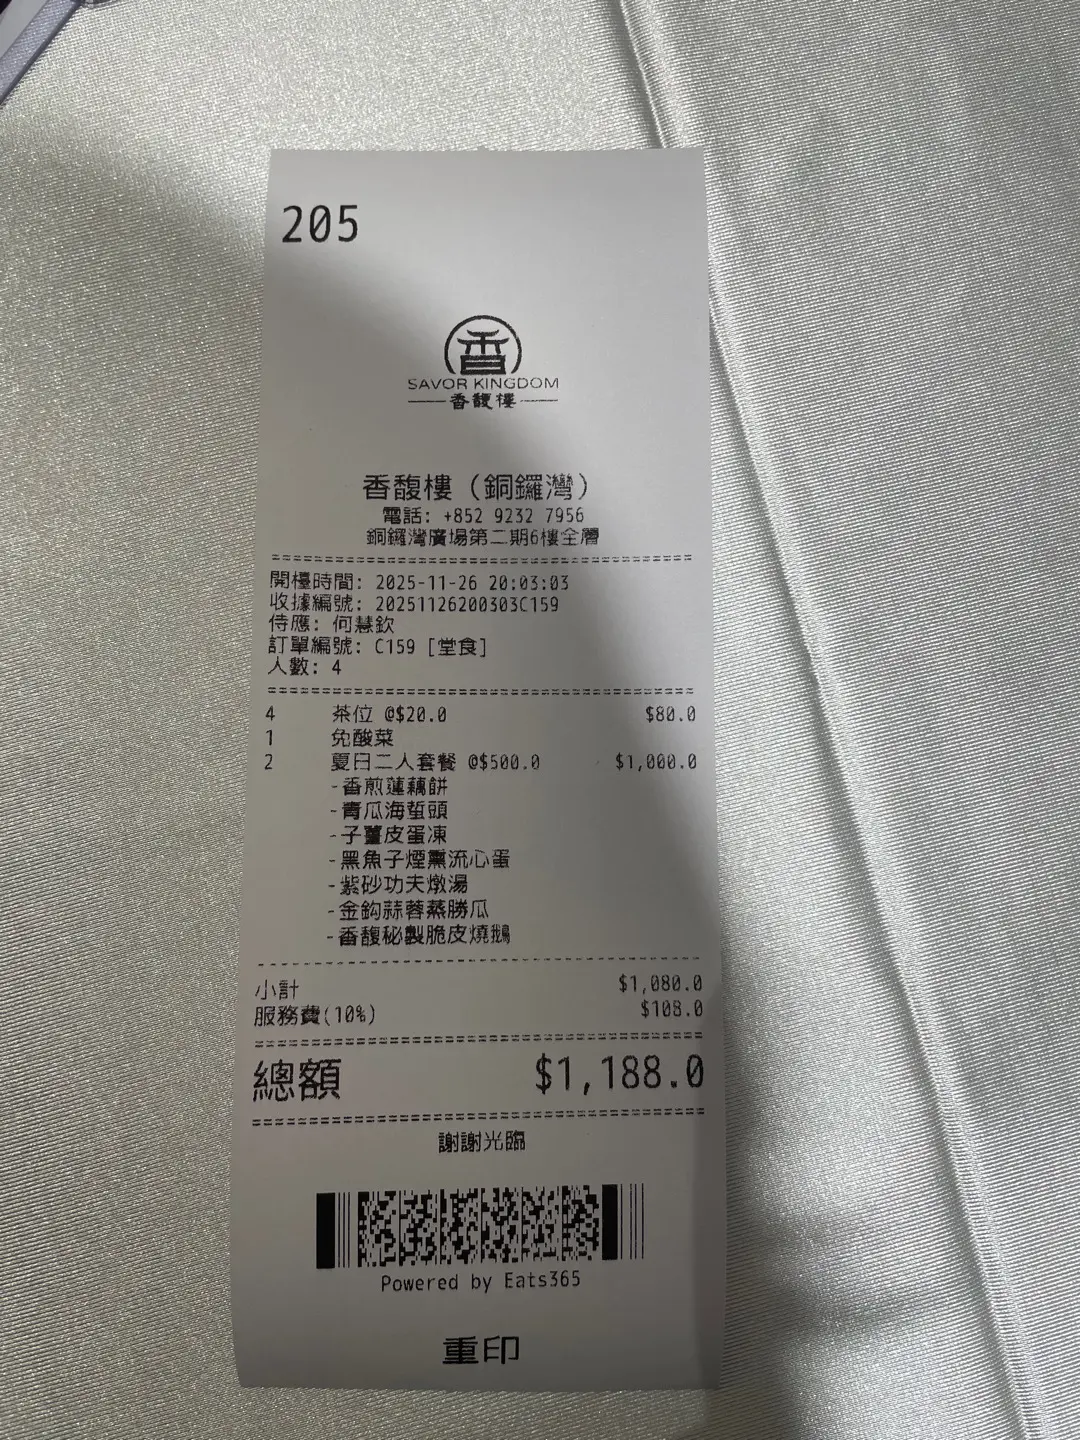 205
香
SAVOR KINGDOM
香馥樓
香馥樓（銅鑼灣）
電話: +852 9232 7956
銅鑼灣廣場第二期6樓全層
開檯時間: 2025-11-26 20:03:03
收據編號: 20251126200303C159
侍應: 何慧欽
訂單編號: C159 [堂食]
人數: 4
4 茶位 @$20.0 $80.0
1 免酸菜
2 夏日二人套餐 @$500.0 $1,000.0
-香煎蓮藕餅
-青瓜海蜇頭
-子薑皮蛋凍
-黑魚子煙熏流心蛋
-紫砂功夫燉湯
-金鈎蒜蓉蒸勝瓜
-香馥秘製脆皮燒鵝
小計 $1,080.0
服務費(10%) $108.0
總額 $1,188.0
謝謝光臨
Powered by Eats365
重印